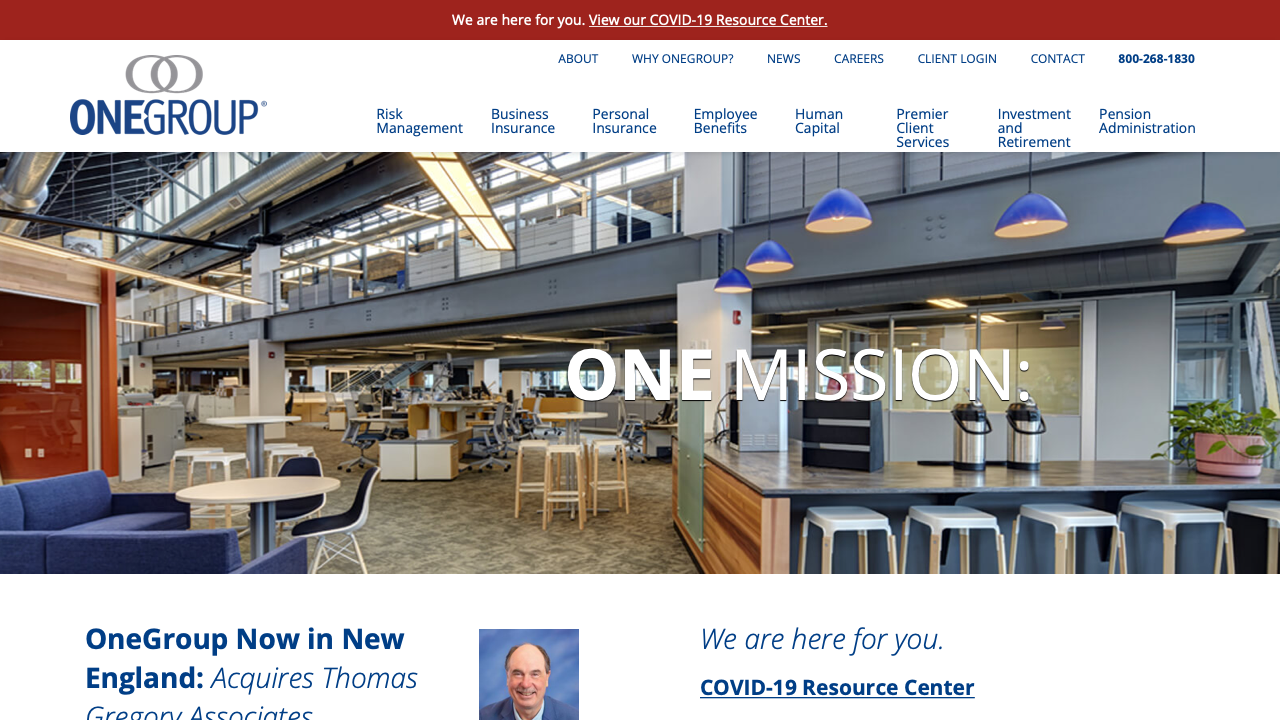 We are here for you. View our COVID-19 Resource Center.
ABOUT WHY ONEGROUP? NEWS CAREERS CLIENT LOGIN CONTACT 800-268-1830
ONEGROUP®
Risk Management
Business Insurance
Personal Insurance
Employee Benefits
Human Capital
Premier Client Services
Investment and Retirement
Pension Administration
ONE MISSION:
OneGroup Now in New
England: Acquires Thomas
Gregory Associates
We are here for you.
COVID-19 Resource Center